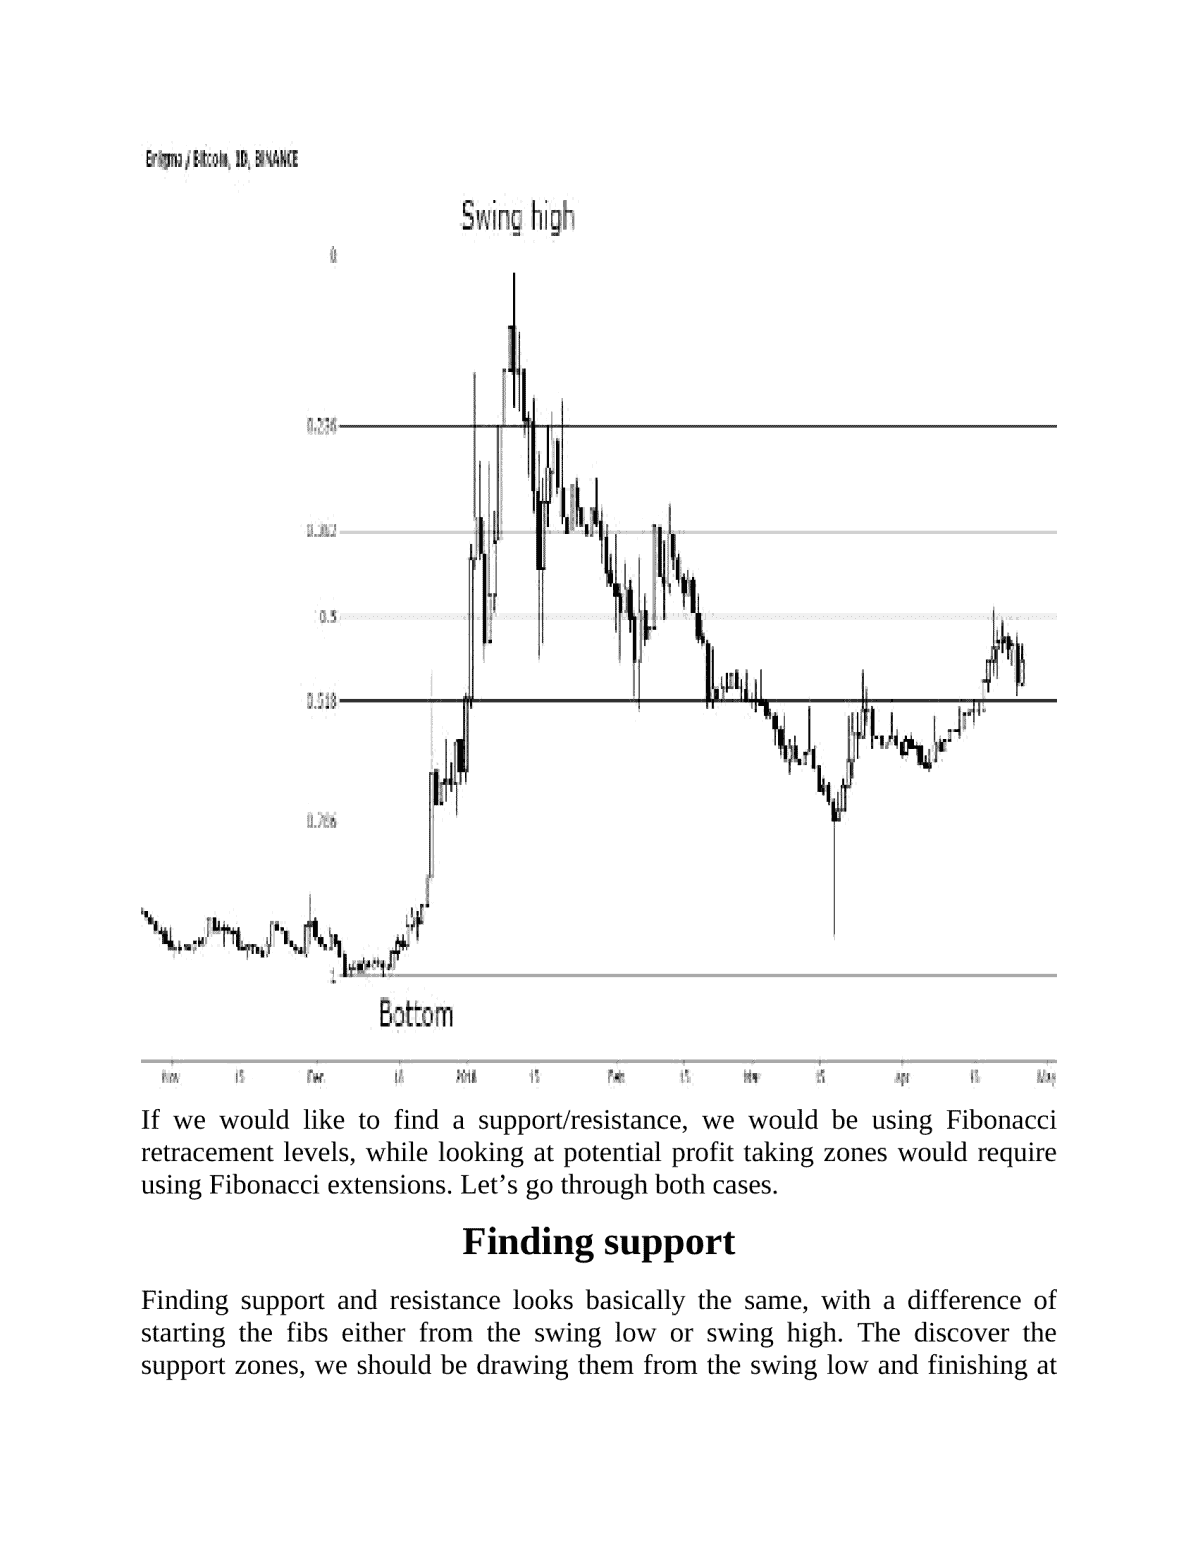 Enigma / Bitcoin, 1D, BINANCE
Swing high
0
0.236
0.382
0.5
0.618
0.786
1
Bottom
Nov 15 Dec 18 2018 15 Feb 15 Mar 15 Apr 15 May
If we would like to find a support/resistance, we would be using Fibonacci
retracement levels, while looking at potential profit taking zones would require
using Fibonacci extensions. Let’s go through both cases.
Finding support
Finding support and resistance looks basically the same, with a difference of
starting the fibs either from the swing low or swing high. The discover the
support zones, we should be drawing them from the swing low and finishing at